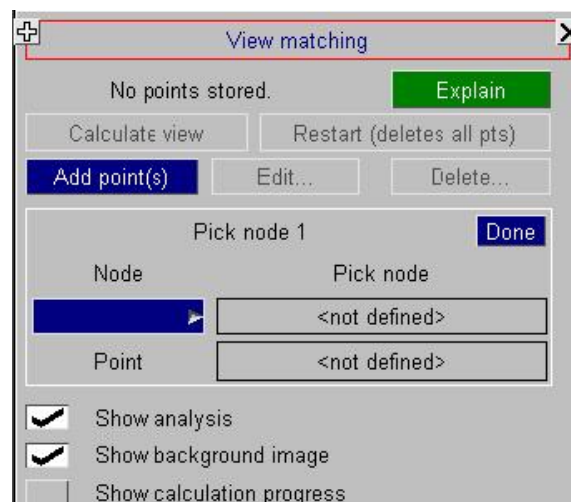 View matching
No points stored. Explain
Calculate view Restart (deletes all pts)
Add point(s) Edit... Delete...
Pick node 1 Done
Node Pick node
<not defined>
Point <not defined>
Show analysis
Show background image
Show calculation progress